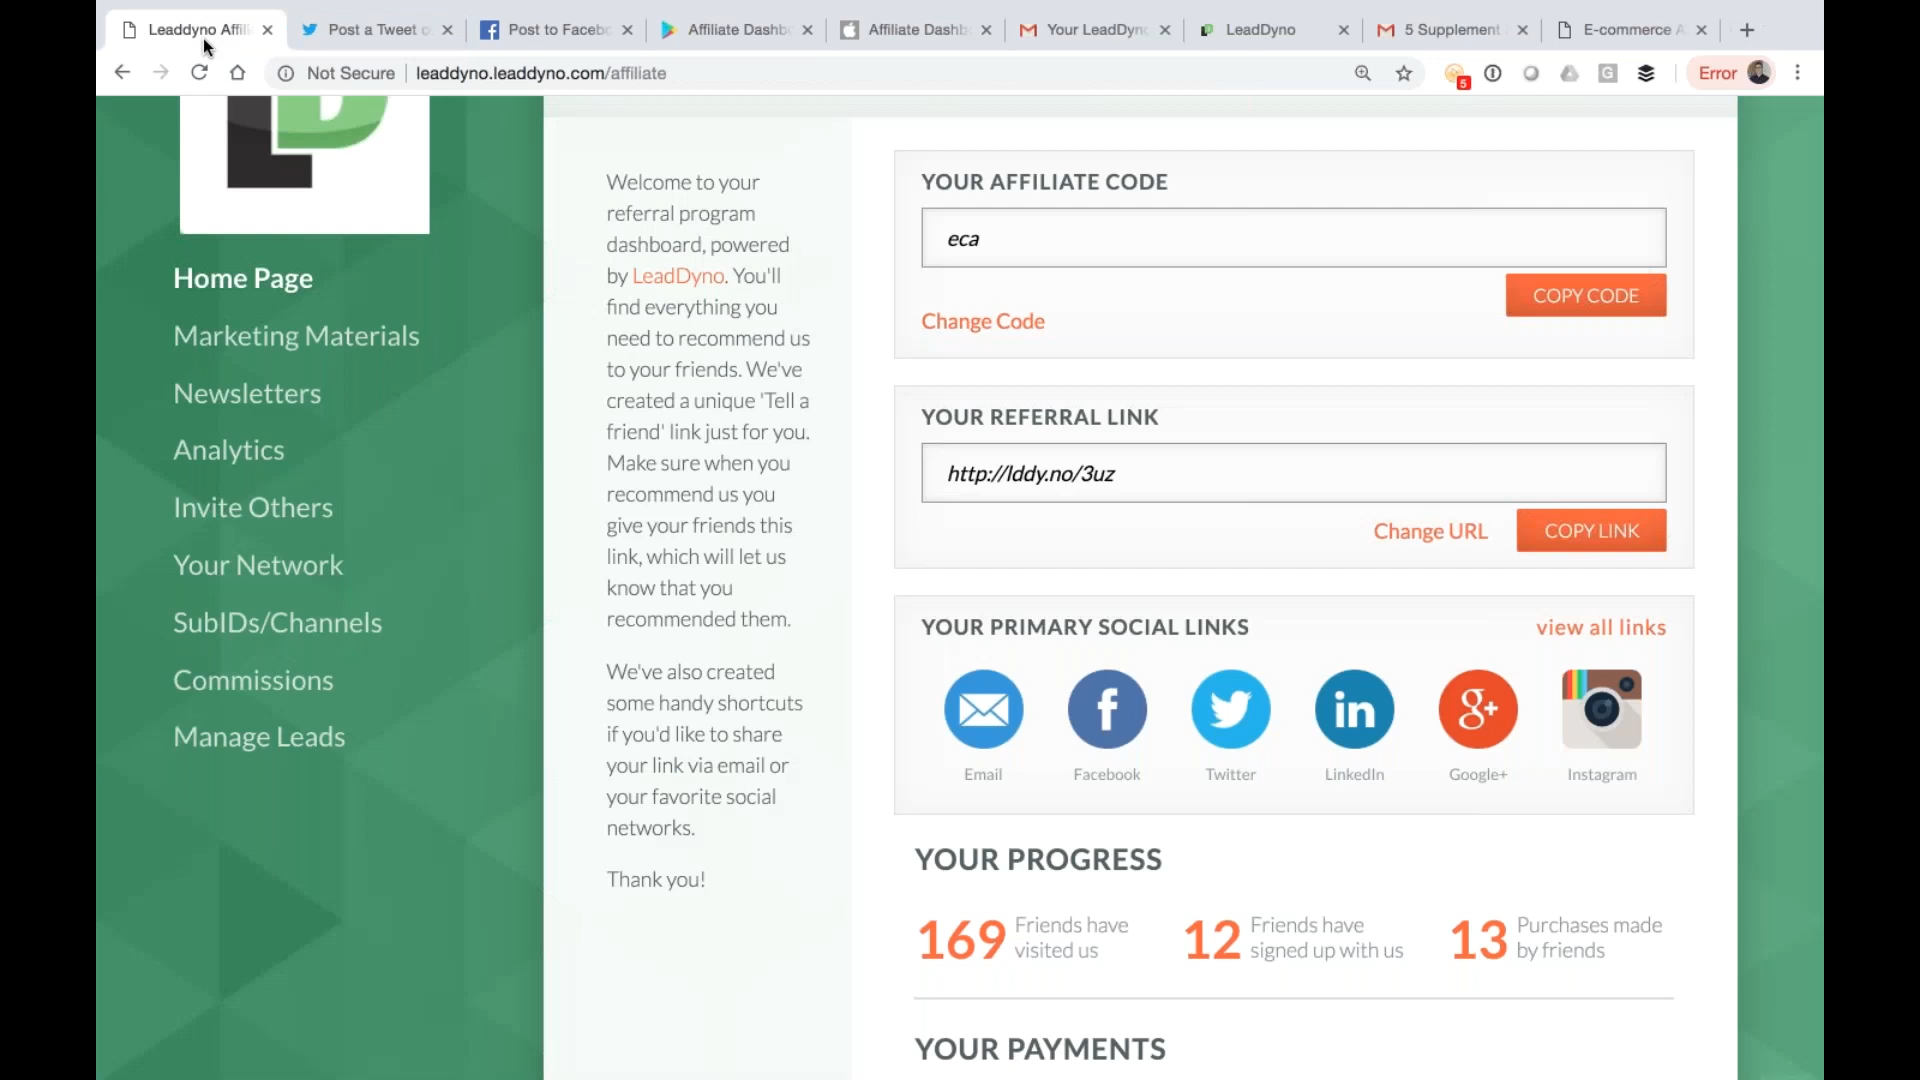 Leaddyno Affili
Post a Tweet o
Post to Facebo
Affiliate Dashb
Affiliate Dashb
Your LeadDyno
LeadDyno
5 Supplement
E-commerce A
Not Secure
leaddyno.leaddyno.com/affiliate
5
G
Error
Home Page
Marketing Materials
Newsletters
Analytics
Invite Others
Your Network
SubIDs/Channels
Commissions
Manage Leads
Welcome to your
referral program
dashboard, powered
by LeadDyno. You'll
find everything you
need to recommend us
to your friends. We've
created a unique 'Tell a
friend' link just for you.
Make sure when you
recommend us you
give your friends this
link, which will let us
know that you
recommended them.
We've also created
some handy shortcuts
if you'd like to share
your link via email or
your favorite social
networks.
Thank you!
YOUR AFFILIATE CODE
eca
COPY CODE
Change Code
YOUR REFERRAL LINK
http://lddy.no/3uz
Change URL
COPY LINK
YOUR PRIMARY SOCIAL LINKS
view all links
Email
Facebook
Twitter
LinkedIn
Google+
Instagram
YOUR PROGRESS
169 Friends have
visited us
12 Friends have
signed up with us
13 Purchases made
by friends
YOUR PAYMENTS